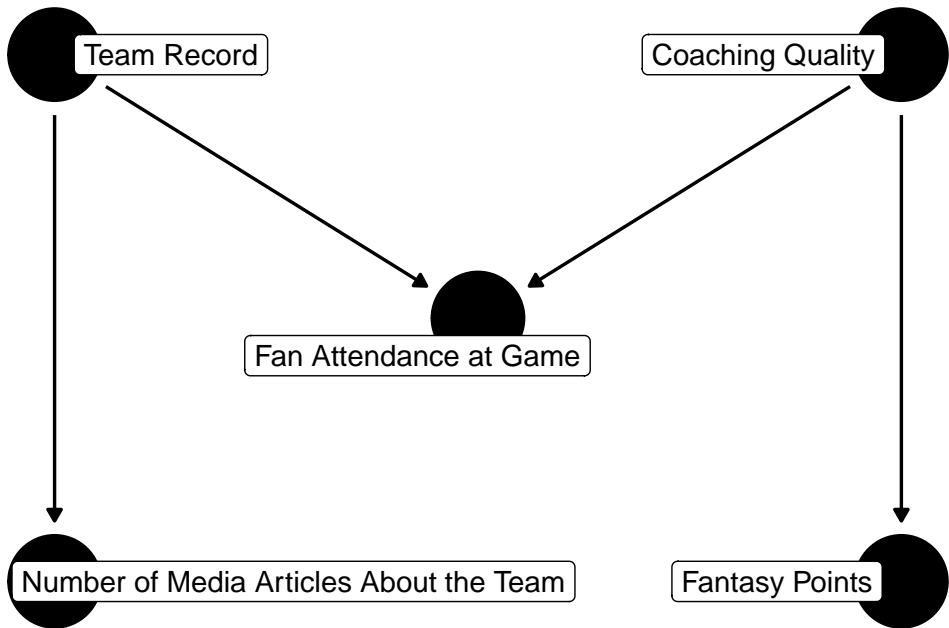 Team Record
Coaching Quality
Fan Attendance at Game
Number of Media Articles About the Team
Fantasy Points